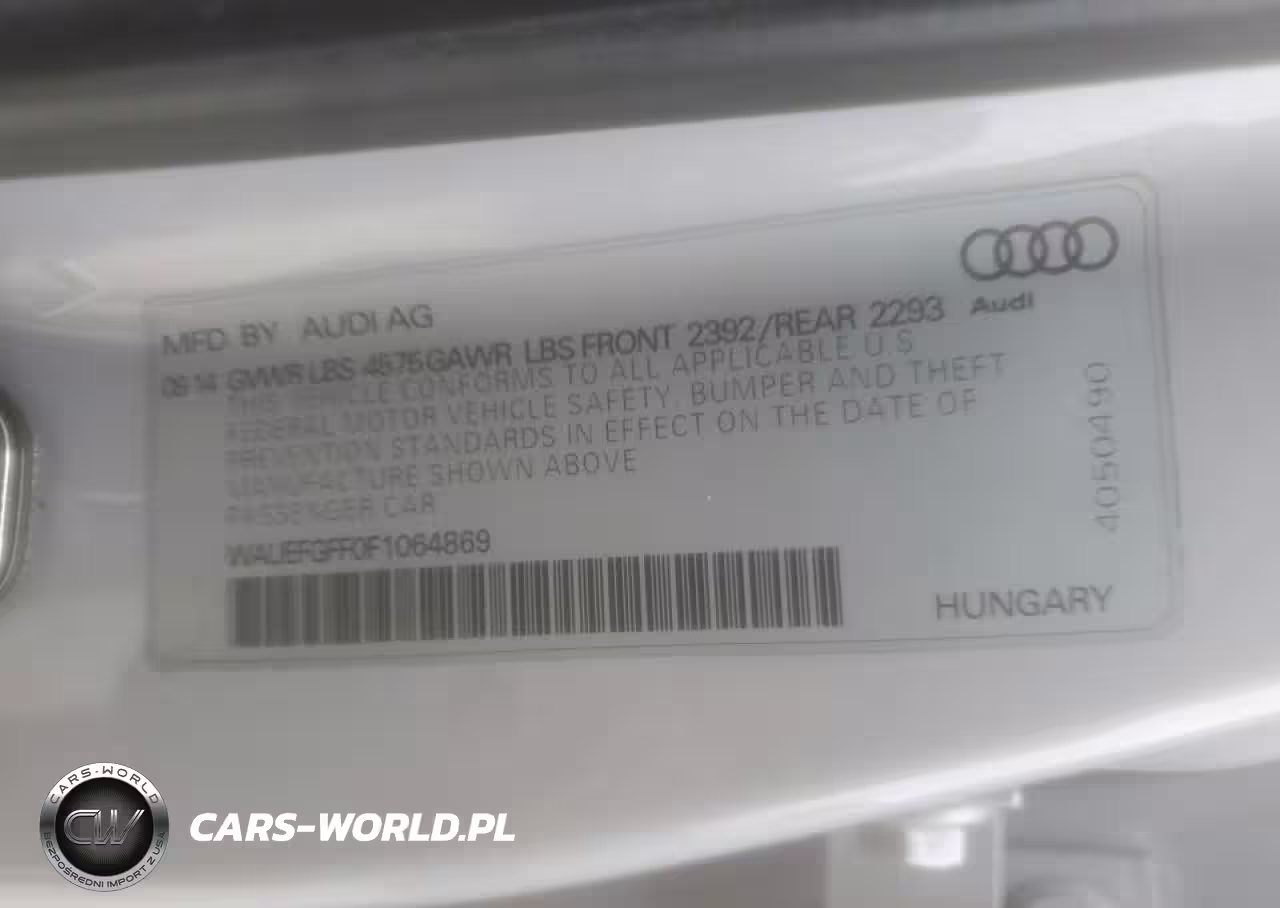 MFD BY AUDI AG
09 14 GVWR LBS 4575 GAWR LBS FRONT 2392/REAR 2293
Audi
THIS VEHICLE CONFORMS TO ALL APPLICABLE U.S
FEDERAL MOTOR VEHICLE SAFETY, BUMPER AND THEFT
PREVENTION STANDARDS IN EFFECT ON THE DATE OF
MANUFACTURE SHOWN ABOVE
PASSENGER CAR
WAUEFGFF0F1064869
4050490
HUNGARY
CARS-WORLD
CW
BEZPOŚREDNI IMPORT Z USA
CARS-WORLD.PL